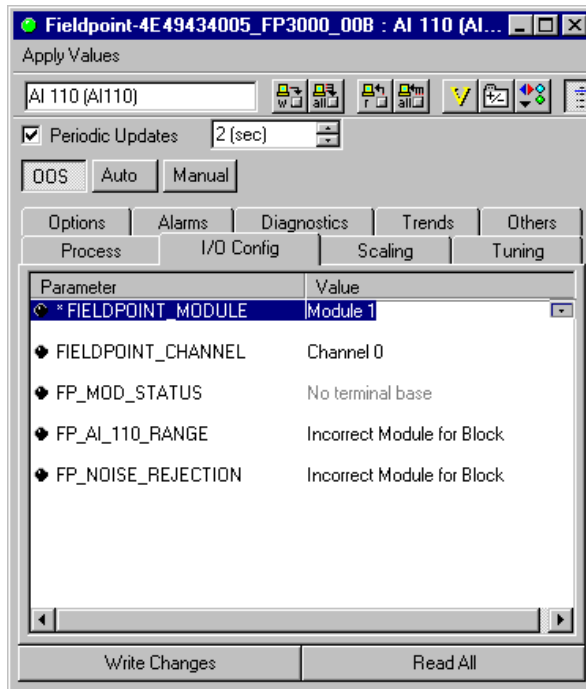 Fieldpoint-4E49434005_FP3000_00B : AI 110 (AI...
Apply Values
AI 110 (AI110)
w
all
r
all
Periodic Updates 2 (sec)
OOS Auto Manual
Options Alarms Diagnostics Trends Others
Process I/O Config Scaling Tuning
Parameter Value
* FIELDPOINT_MODULE Module 1
FIELDPOINT_CHANNEL Channel 0
FP_MOD_STATUS No terminal base
FP_AI_110_RANGE Incorrect Module for Block
FP_NOISE_REJECTION Incorrect Module for Block
Write Changes Read All